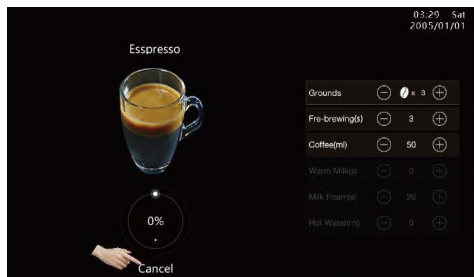 03:29 Sat
2005/01/01
Esspresso
Grounds x 3
Fre-brewing(s) 3
Coffee(ml) 50
Warm Milk(s) 0
Milk Foam(s) 20
Hot Water(ml) 0
0%
Cancel